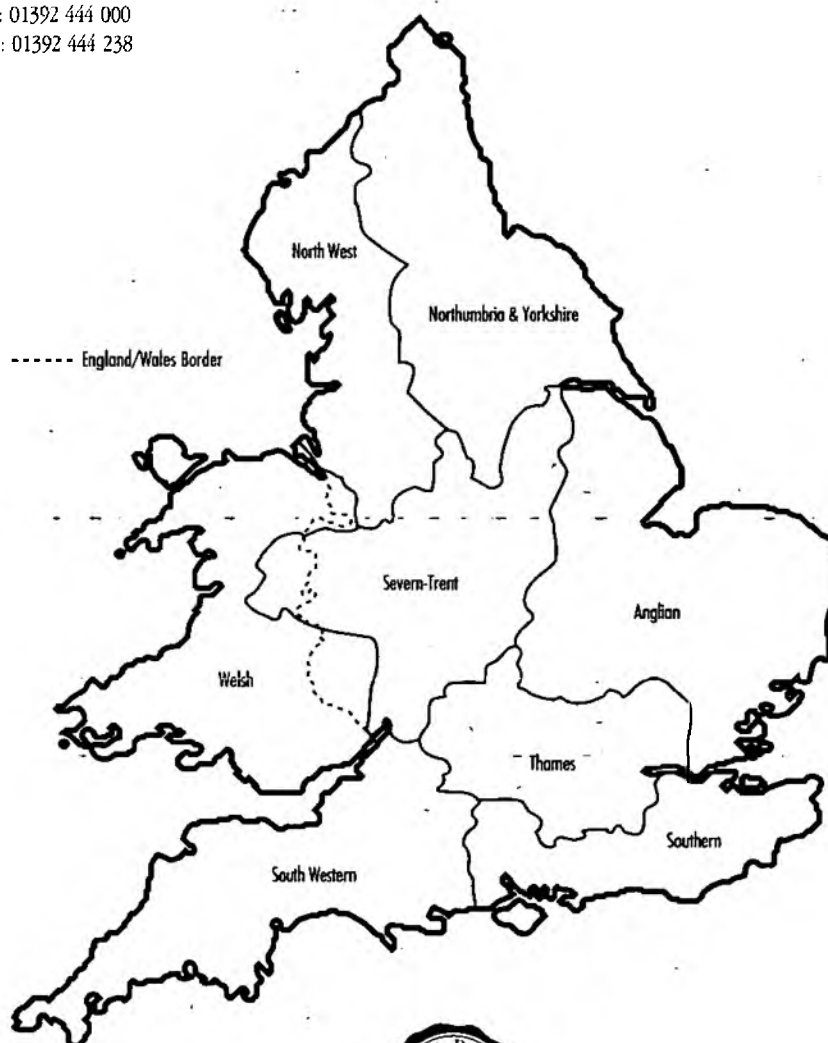 : 01392 444 000
: 01392 444 238
North West
Northumbria & Yorkshire
----- England/Wales Border
Severn-Trent
Anglian
Welsh
Thames
Southern
South Western